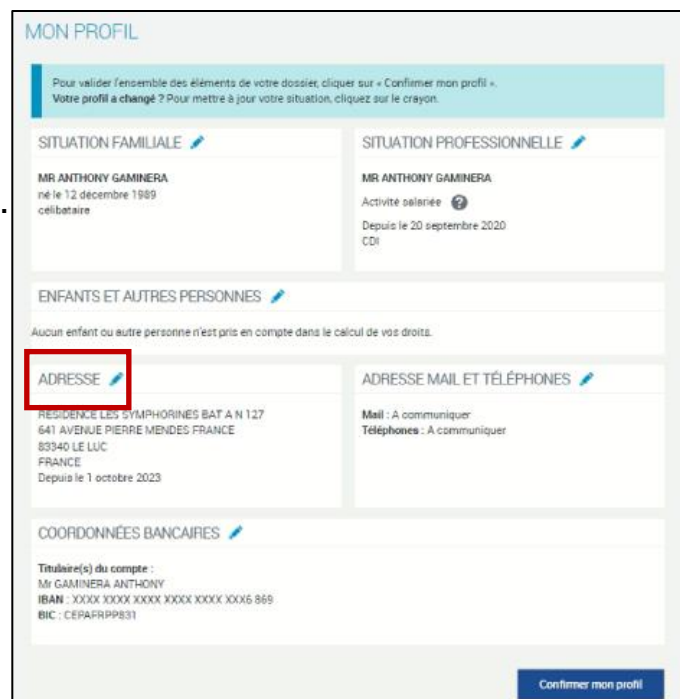 MON PROFIL
Pour valider l'ensemble des éléments de votre dossier, cliquer sur « Confirmer mon profil ».
Votre profil a changé ? Pour mettre à jour votre situation, cliquez sur le crayon.
SITUATION FAMILIALE
MR ANTHONY GAMINERA
né le 12 décembre 1989
célibataire
SITUATION PROFESSIONNELLE
MR ANTHONY GAMINERA
Activité salariée ?
Depuis le 20 septembre 2020
CDI
.
ENFANTS ET AUTRES PERSONNES
Aucun enfant ou autre personne n'est pris en compte dans le calcul de vos droits.
ADRESSE
RESIDENCE LES SYMPHORINES BAT A N 127
641 AVENUE PIERRE MENDES FRANCE
83340 LE LUC
FRANCE
Depuis le 1 octobre 2023
ADRESSE MAIL ET TÉLÉPHONES
Mail : A communiquer
Téléphones : A communiquer
COORDONNÉES BANCAIRES
Titulaire(s) du compte :
Mr GAMINERA ANTHONY
IBAN : XXXX XXXX XXXX XXXX XXXX XXX6 869
BIC : CEPAFRPP831
Confirmer mon profil